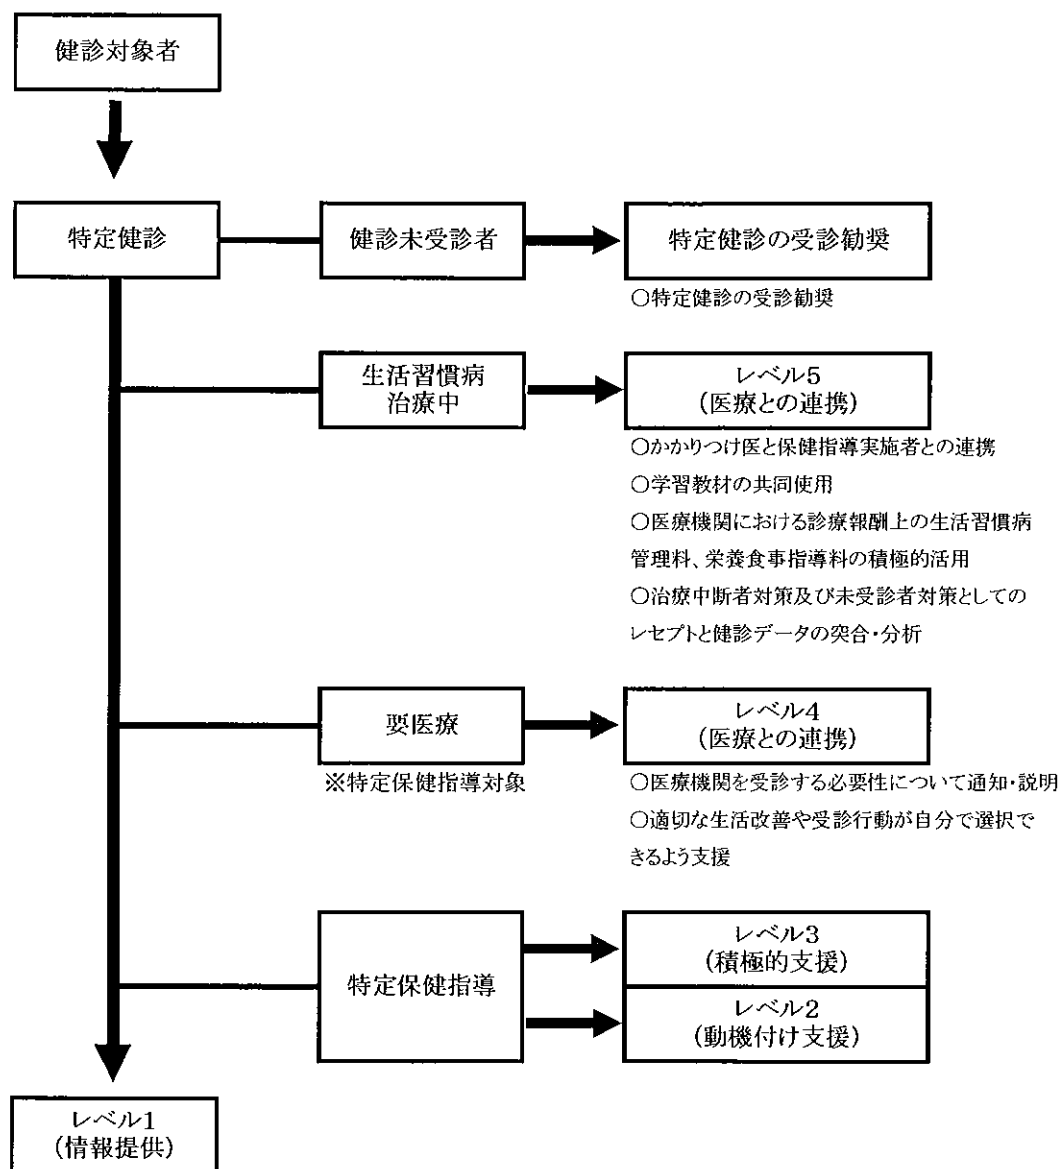 健診対象者
特定健診
健診未受診者
特定健診の受診勧奨
○特定健診の受診勧奨
生活習慣病
治療中
レベル5
(医療との連携)
○かかりつけ医と保健指導実施者との連携
○学習教材の共同使用
○医療機関における診療報酬上の生活習慣病
管理料、栄養食事指導料の積極的活用
○治療中断者対策及び未受診者対策としての
レセプトと健診データの突合・分析
要医療
※特定保健指導対象
レベル4
(医療との連携)
○医療機関を受診する必要性について通知・説明
○適切な生活改善や受診行動が自分で選択で
きるよう支援
特定保健指導
レベル3
(積極的支援)
レベル2
(動機付け支援)
レベル1
(情報提供)